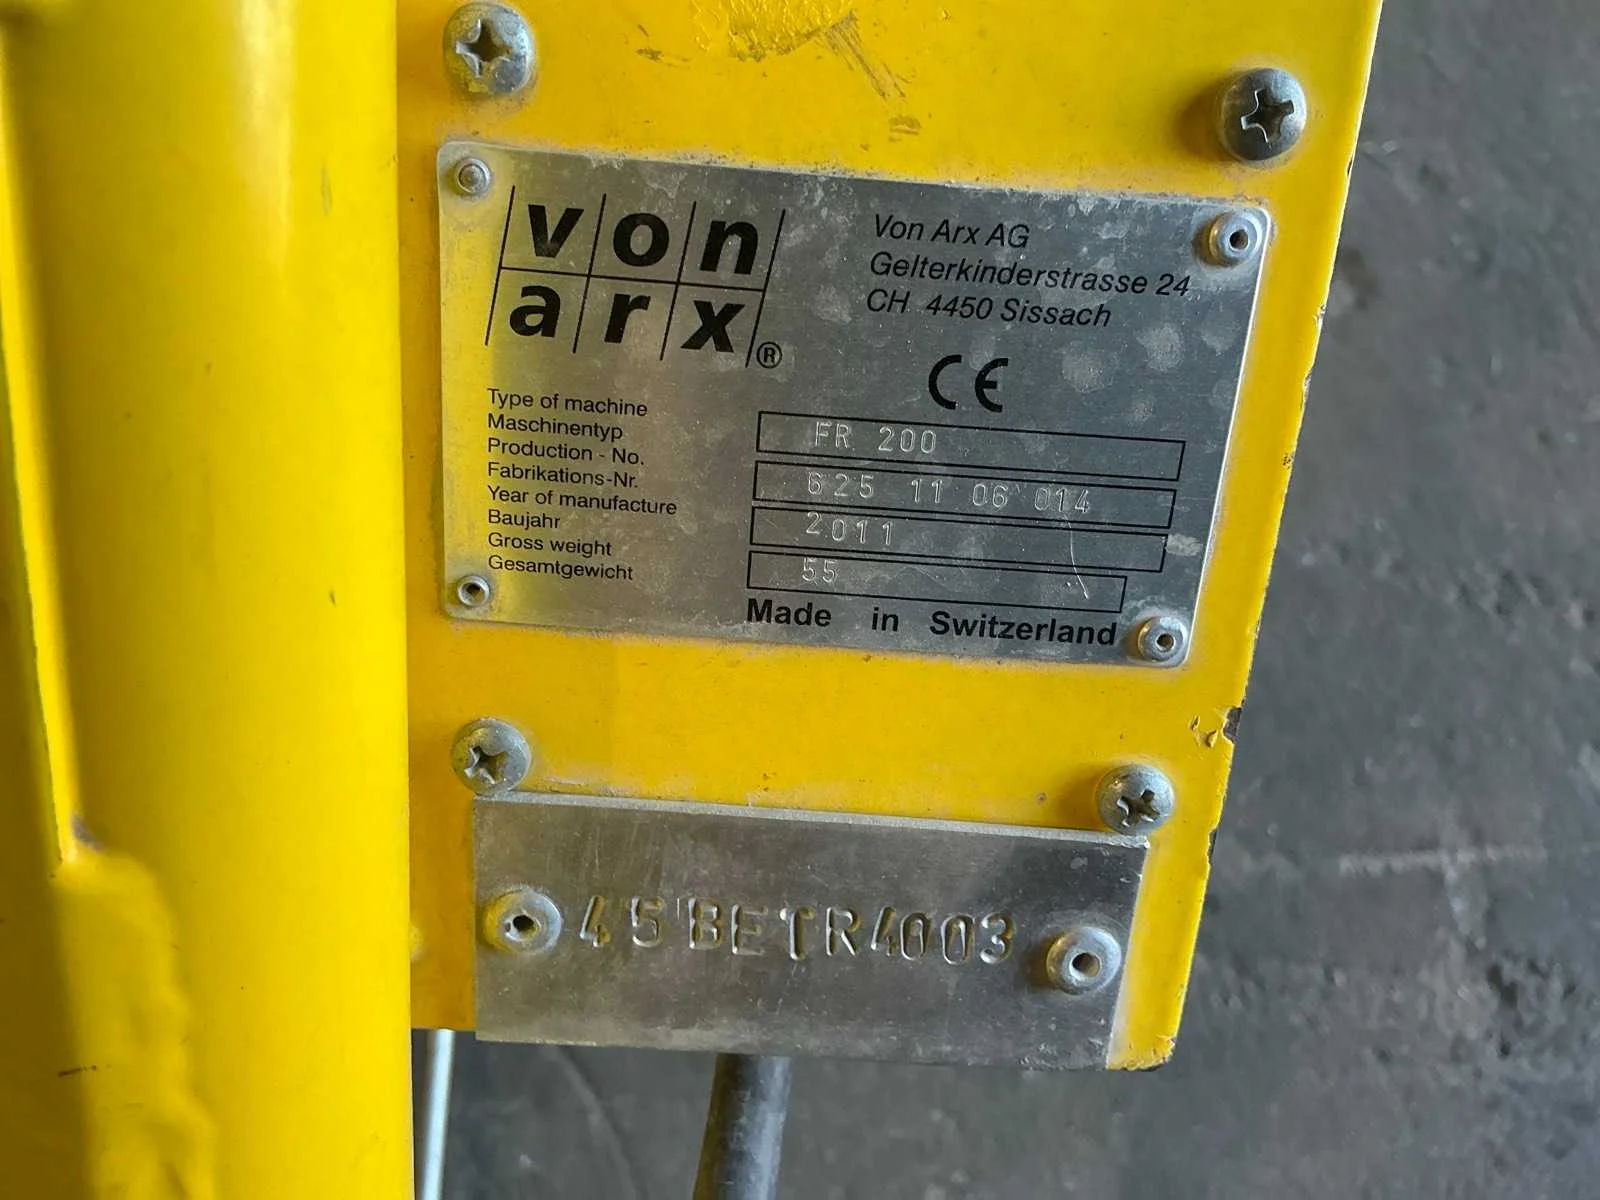 von
arx®
Von Arx AG
Gelterkinderstrasse 24
CH 4450 Sissach
CE
Type of machine
Maschinentyp
FR 200
Production - No.
Fabrikations-Nr.
625 11 06 014
Year of manufacture
Baujahr
2011
Gross weight
Gesamtgewicht
55
Made in Switzerland
45BETR4003